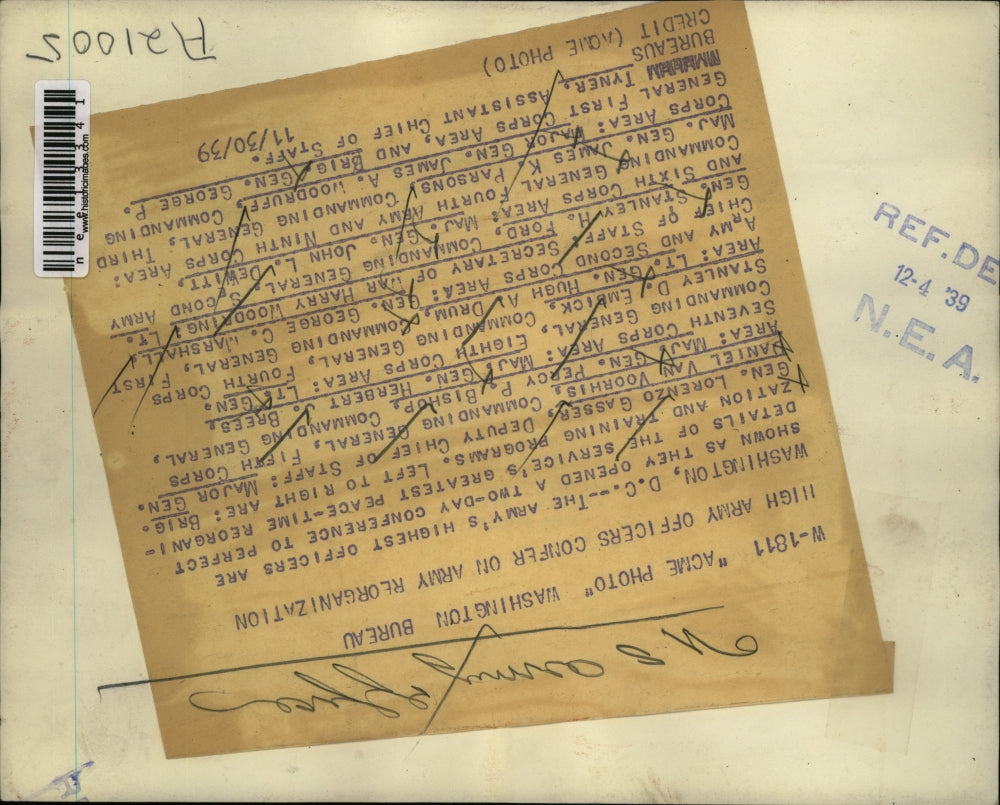 U S Army Officers
"ACME PHOTO" WASHINGTON BUREAU
W-1811
HIGH ARMY OFFICERS CONFER ON ARMY REORGANIZATION
WASHINGTON, D.C.--THE ARMY'S HIGHEST OFFICERS ARE
SHOWN AS THEY OPENED A TWO-DAY CONFERENCE TO PERFECT
DETAILS OF THE SERVICE'S GREATEST PEACE-TIME REORGANI-
ZATION AND TRAINING PROGRAMS. LEFT TO RIGHT ARE: BRIG.
GEN. LORENZO GASSER, DEPUTY CHIEF OF STAFF: MAJOR GEN.
DANIEL VAN VOORHIS, COMMANDING GENERAL, FIFTH CORPS
AREA: MAJ. GEN. PERCY P. BISHOP, COMMANDING GENERAL,
SEVENTH CORPS AREA: MAJ. GEN. HERBERT BREES,
COMMANDING GENERAL, EIGHTH CORPS AREA: LT. GEN.
STANLEY D. EMBICK, COMMANDING GENERAL, FOURTH CORPS
AREA: LT. GEN. HUGH A. DRUM, COMMANDING GENERAL, FIRST
ARMY AND SECOND CORPS AREA: GEN. GEORGE C. MARSHALL,
CHIEF OF STAFF: SECRETARY OF WAR HARRY WOODRING: LT.
GEN. STANLEY H. FORD, COMMANDING GENERAL SECOND ARMY
AND SIXTH CORPS AREA: MAJ. GEN. JOHN L. DEWITT,
COMMANDING GENERAL FOURTH ARMY AND NINTH CORPS AREA:
MAJ. GEN. JAMES K PARSONS, COMMANDING GENERAL, THIRD
CORPS AREA: MAJOR GEN. JAMES A. WOODRUFF, COMMANDING
GENERAL FIRST CORPS AREA, AND BRIG GEN. GEORGE P.
TYNER, ASSISTANT CHIEF OF STAFF.
BUREAUS
CREDIT (ACME PHOTO) 11/30/39
A21005
www.historicimages.com
nee13341
REF. DE
12-4 '39
N. E. A.